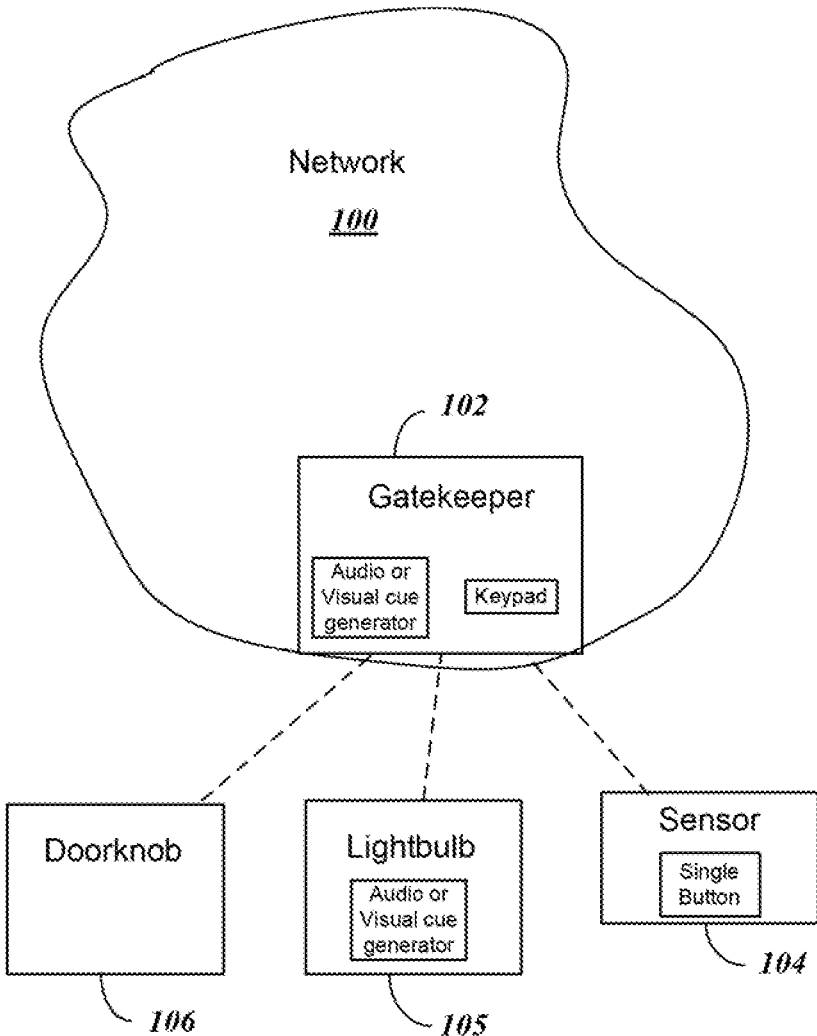 Network
100
102
Gatekeeper
Audio or
Visual cue
generator
Keypad
Doorknob
Lightbulb
Audio or
Visual cue
generator
Sensor
Single
Button
106
105
104